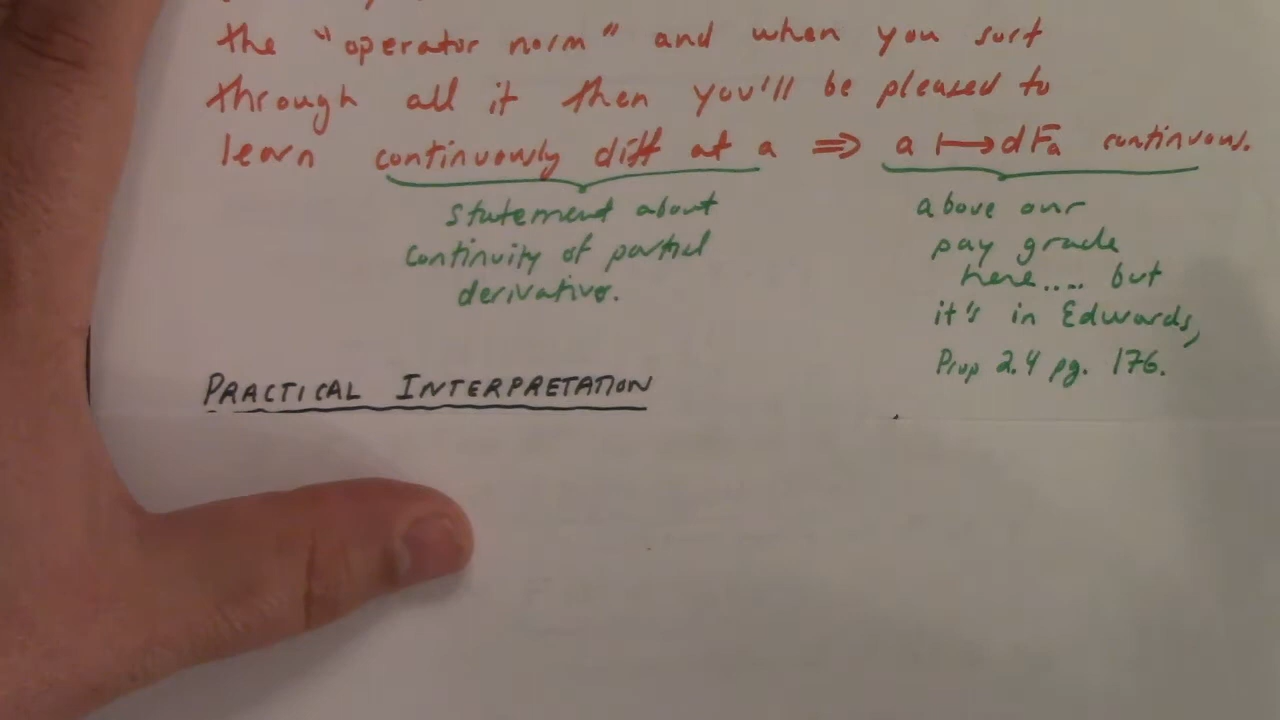 the "operator norm" and when you sort
through all it then you'll be pleased to
learn continuously diff at a ⇒ a ↦ dFₐ continuous.
statement about
continuity of partial
derivatives.
above our
pay grade
here.... but
it's in Edwards,
Prop 2.4 pg. 176.
PRACTICAL INTERPRETATION